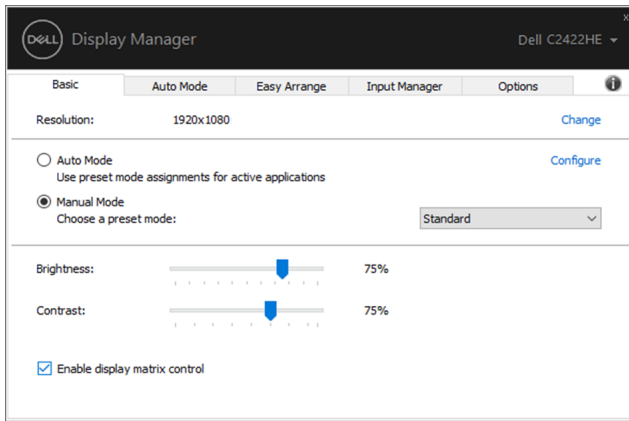 x
DELL Display Manager Dell C2422HE
Basic Auto Mode Easy Arrange Input Manager Options i
Resolution: 1920x1080 Change
Auto Mode Configure
Use preset mode assignments for active applications
Manual Mode
Choose a preset mode: Standard
Brightness: 75%
Contrast: 75%
Enable display matrix control